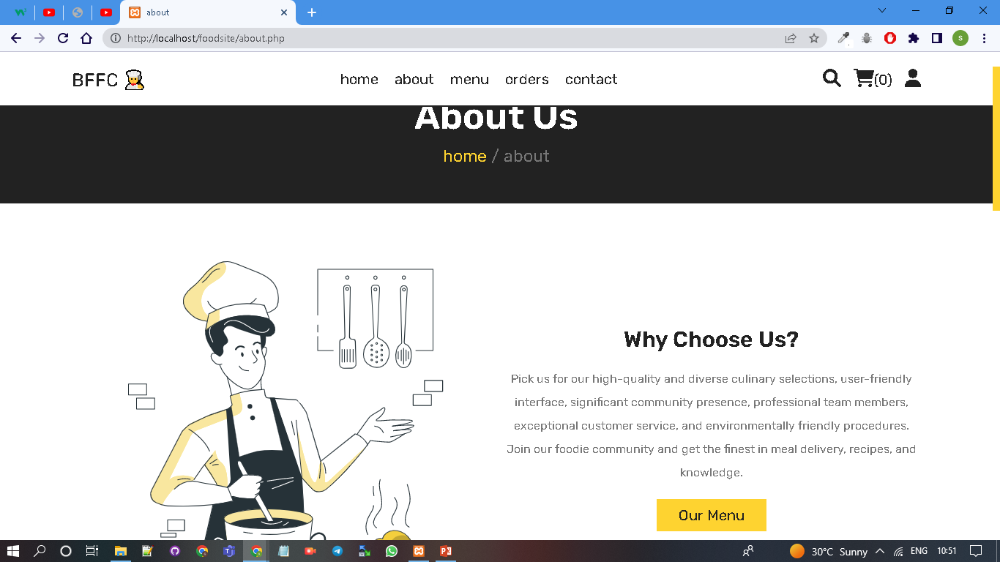 about
http://localhost/foodsite/about.php
S
BFFC
home about menu orders contact
(0)
About Us
home / about
Why Choose Us?
Pick us for our high-quality and diverse culinary selections, user-friendly
interface, significant community presence, professional team members,
exceptional customer service, and environmentally friendly procedures.
Join our foodie community and get the finest in meal delivery, recipes, and
knowledge.
Our Menu
30°C Sunny ENG 10:51